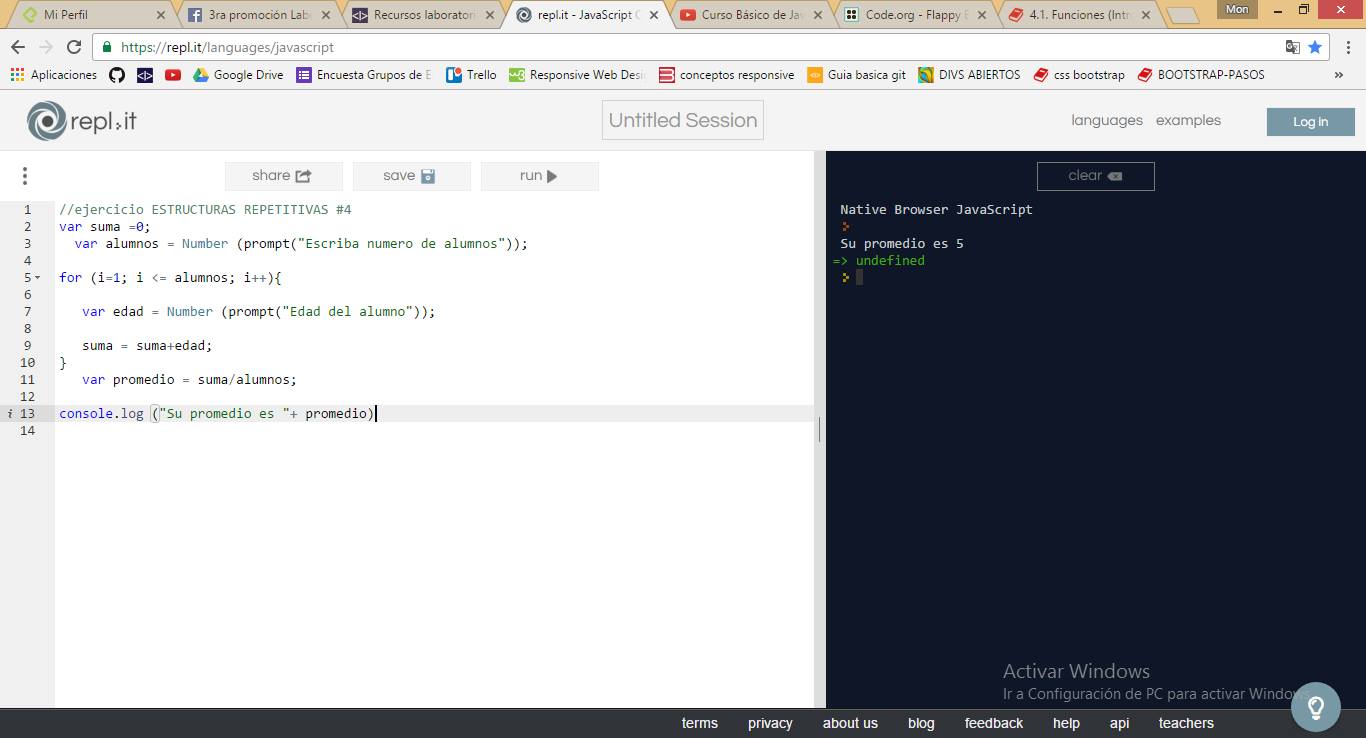 Mi Perfil
3ra promoción Lab
Recursos laborator
repl.it - JavaScript C
Curso Básico de Jav
Code.org - Flappy B
4.1. Funciones (Intr
Mon
https://repl.it/languages/javascript
Aplicaciones
Google Drive
Encuesta Grupos de E
Trello
Responsive Web Desi
conceptos responsive
Guia basica git
DIVS ABIERTOS
css bootstrap
BOOTSTRAP-PASOS
»
repl.it
Untitled Session
languages examples
Log in
share
save
run
clear
1 //ejercicio ESTRUCTURAS REPETITIVAS #4
2 var suma =0;
3 var alumnos = Number (prompt("Escriba numero de alumnos"));
4
5 for (i=1; i <= alumnos; i++){
6
7 var edad = Number (prompt("Edad del alumno"));
8
9 suma = suma+edad;
10 }
11 var promedio = suma/alumnos;
12
i 13 console.log ("Su promedio es "+ promedio)
14
Native Browser JavaScript
Su promedio es 5
=> undefined
Activar Windows
Ir a Configuración de PC para activar Windows.
terms privacy about us blog feedback help api teachers